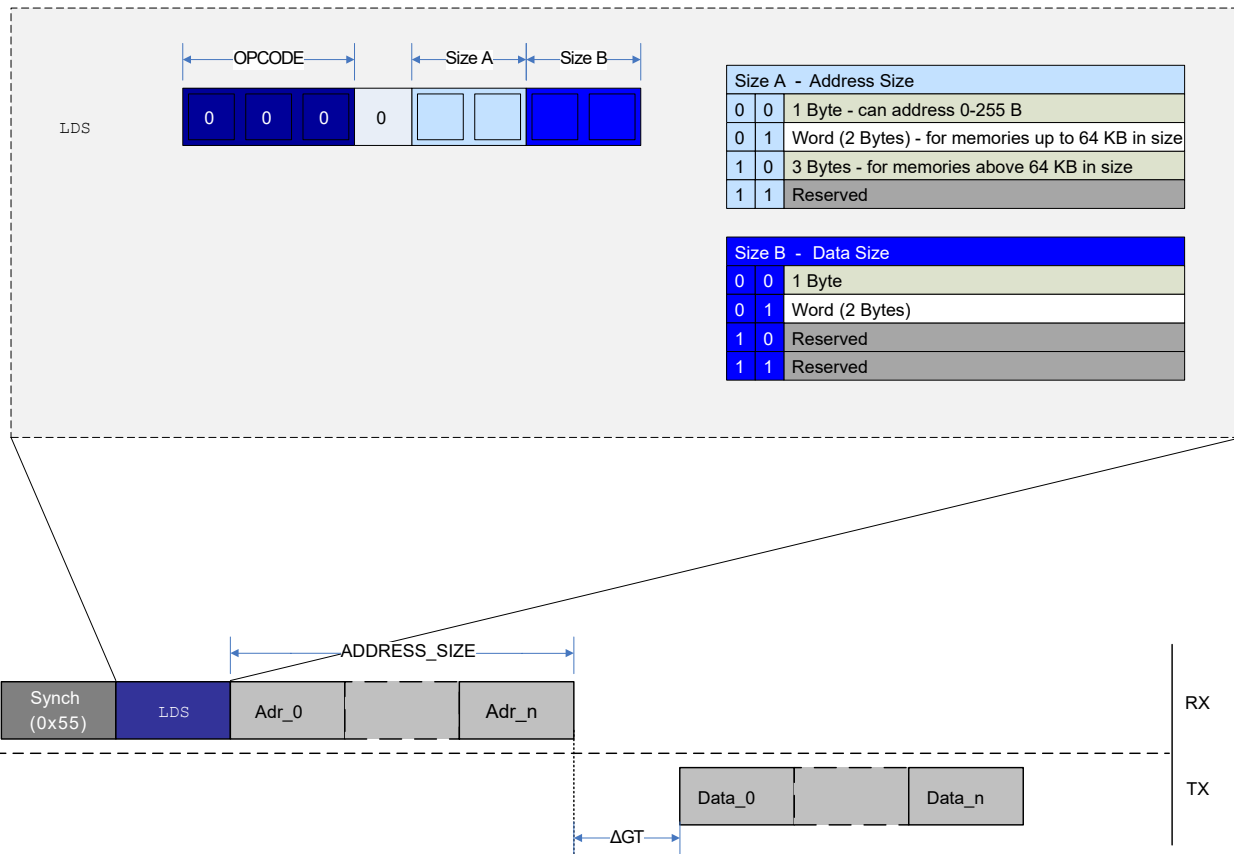 OPCODE Size A Size B
LDS 0 0 0 0
Size A - Address Size
0 0 1 Byte - can address 0-255 B
0 1 Word (2 Bytes) - for memories up to 64 KB in size
1 0 3 Bytes - for memories above 64 KB in size
1 1 Reserved
Size B - Data Size
0 0 1 Byte
0 1 Word (2 Bytes)
1 0 Reserved
1 1 Reserved
ADDRESS_SIZE
Synch
(0x55)
LDS
Adr_0
Adr_n
RX
Data_0
Data_n
TX
ΔGT